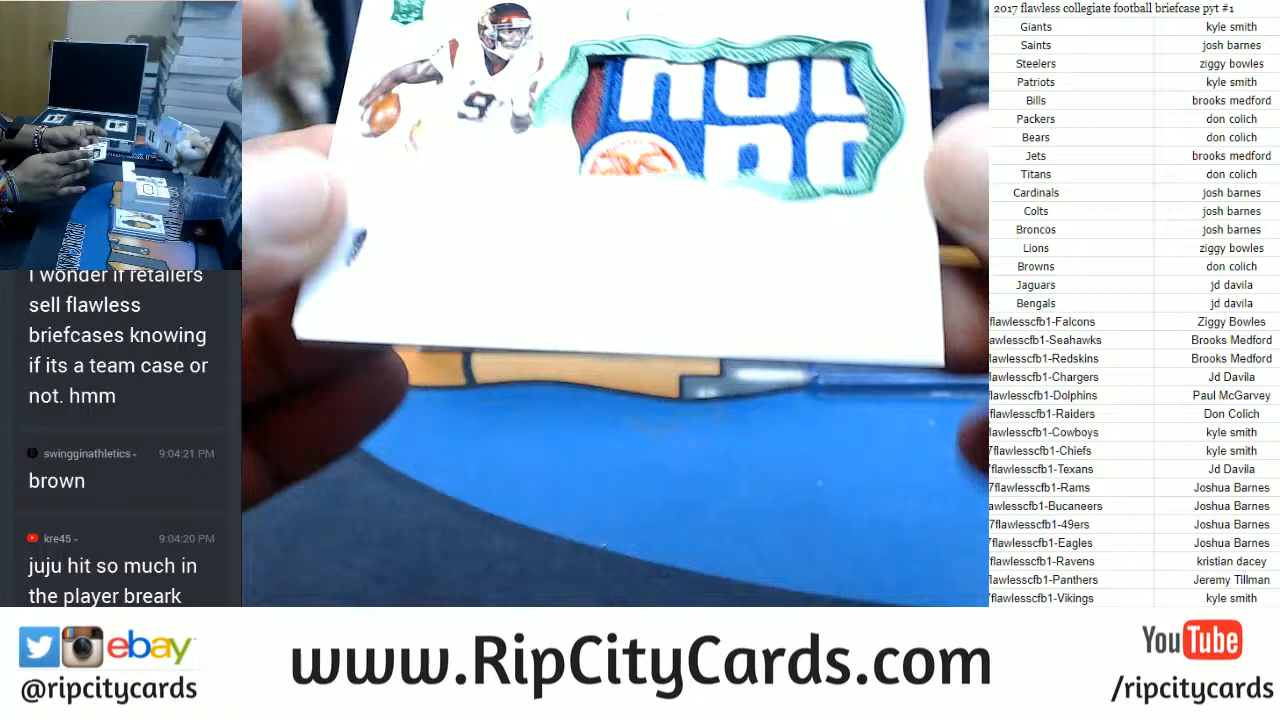 2017 flawless collegiate football briefcase pyt #1
Giants kyle smith
Saints josh barnes
Steelers ziggy bowles
Patriots kyle smith
Bills brooks medford
Packers don colich
Bears don colich
Jets brooks medford
Titans don colich
Cardinals josh barnes
Colts josh barnes
Broncos josh barnes
Lions ziggy bowles
Browns don colich
Jaguars jd davila
Bengals jd davila
flawlesscfb1-Falcons Ziggy Bowles
flawlesscfb1-Seahawks Brooks Medford
flawlesscfb1-Redskins Brooks Medford
flawlesscfb1-Chargers Jd Davila
flawlesscfb1-Dolphins Paul McGarvey
flawlesscfb1-Raiders Don Colich
flawlesscfb1-Cowboys kyle smith
flawlesscfb1-Chiefs kyle smith
7flawlesscfb1-Texans Jd Davila
7flawlesscfb1-Rams Joshua Barnes
flawlesscfb1-Bucaneers Joshua Barnes
7flawlesscfb1-49ers Joshua Barnes
7flawlesscfb1-Eagles Joshua Barnes
7flawlesscfb1-Ravens kristian dacey
flawlesscfb1-Panthers Jeremy Tillman
7flawlesscfb1-Vikings kyle smith
9
I wonder if retailers
sell flawless
briefcases knowing
if its a team case or
not. hmm
swingginathletics 9:04:21 PM
brown
kre45 9:04:20 PM
juju hit so much in
the player breark
ebay
@ripcitycards
www.RipCityCards.com
YouTube
/ripcitycards